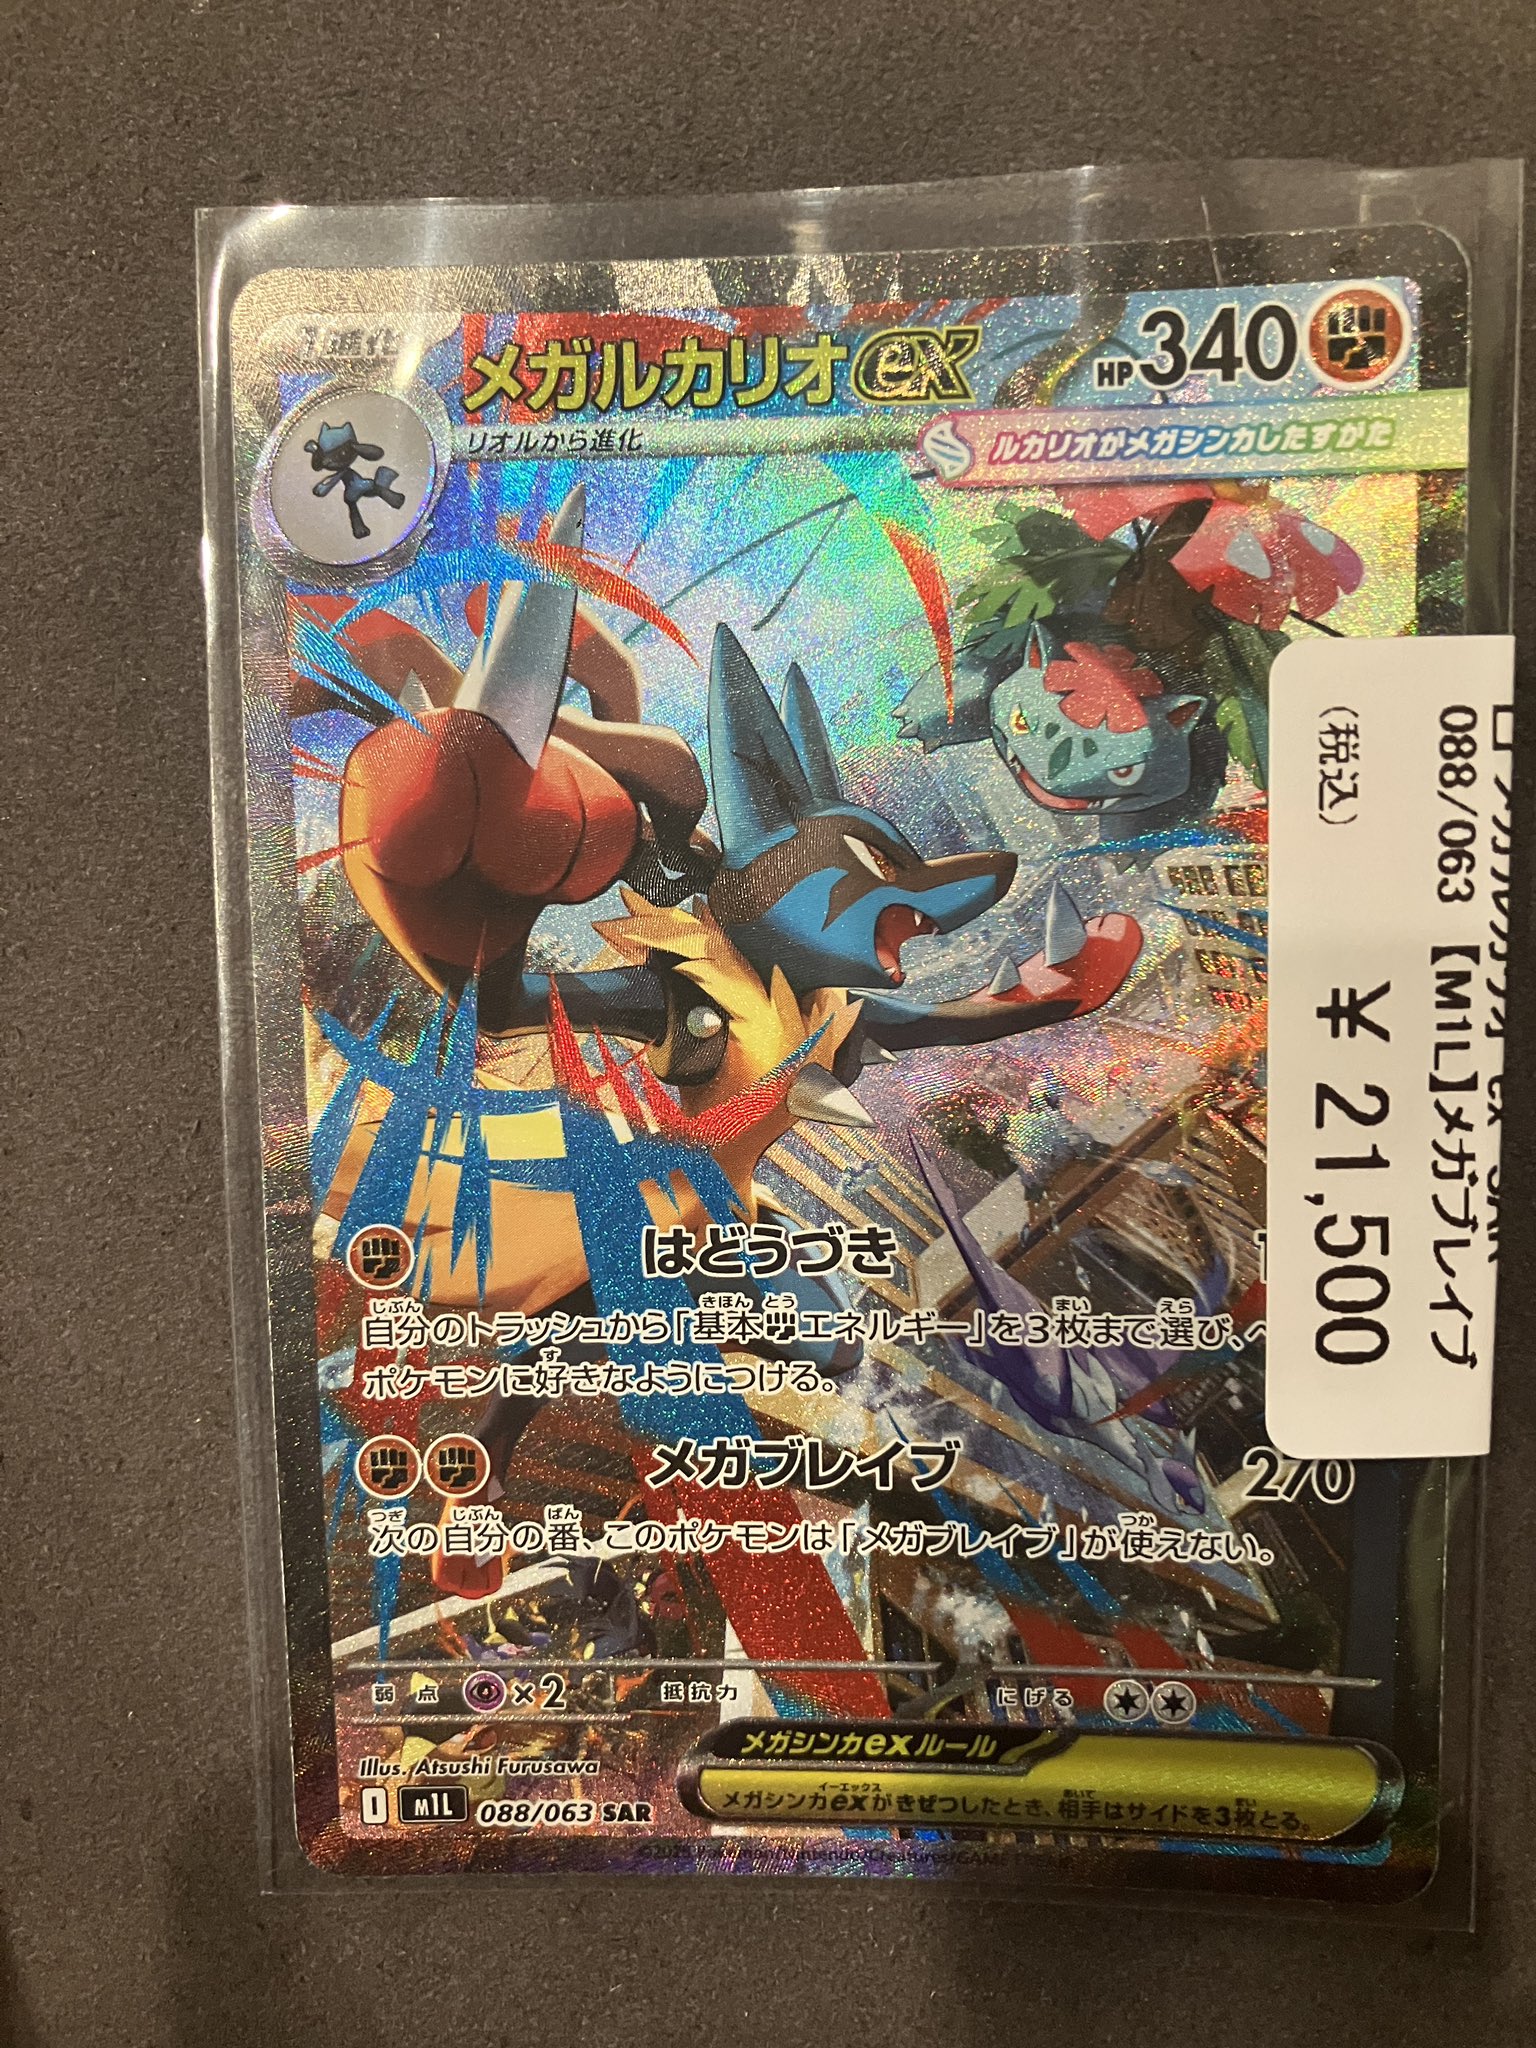 1進化
メガルカリオex
HP340
リオルから進化
ルカリオがメガシンカしたすがた
はどうづき
自分のトラッシュから「基本エネルギー」を3枚まで選び、ベ
ポケモンに好きなようにつける。
メガブレイブ
270
次の自分の番、このポケモンは「メガブレイブ」が使えない。
弱点 ×2 抵抗力 にげる
メガシンカexルール
メガシンカexがきぜつしたとき、相手はサイドを3枚とる。
Illus. Atsushi Furusawa
I M1L 088/063 SAR
©2025 Pokémon/Nintendo/Creatures/GAME FREAK
088/063 【M1L】メガブレイブ
(税込) ¥21,500